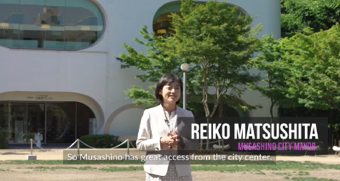 REIKO MATSUSHITA
MUSASHINO CITY MAYOR
So Musashino has great access from the city center.